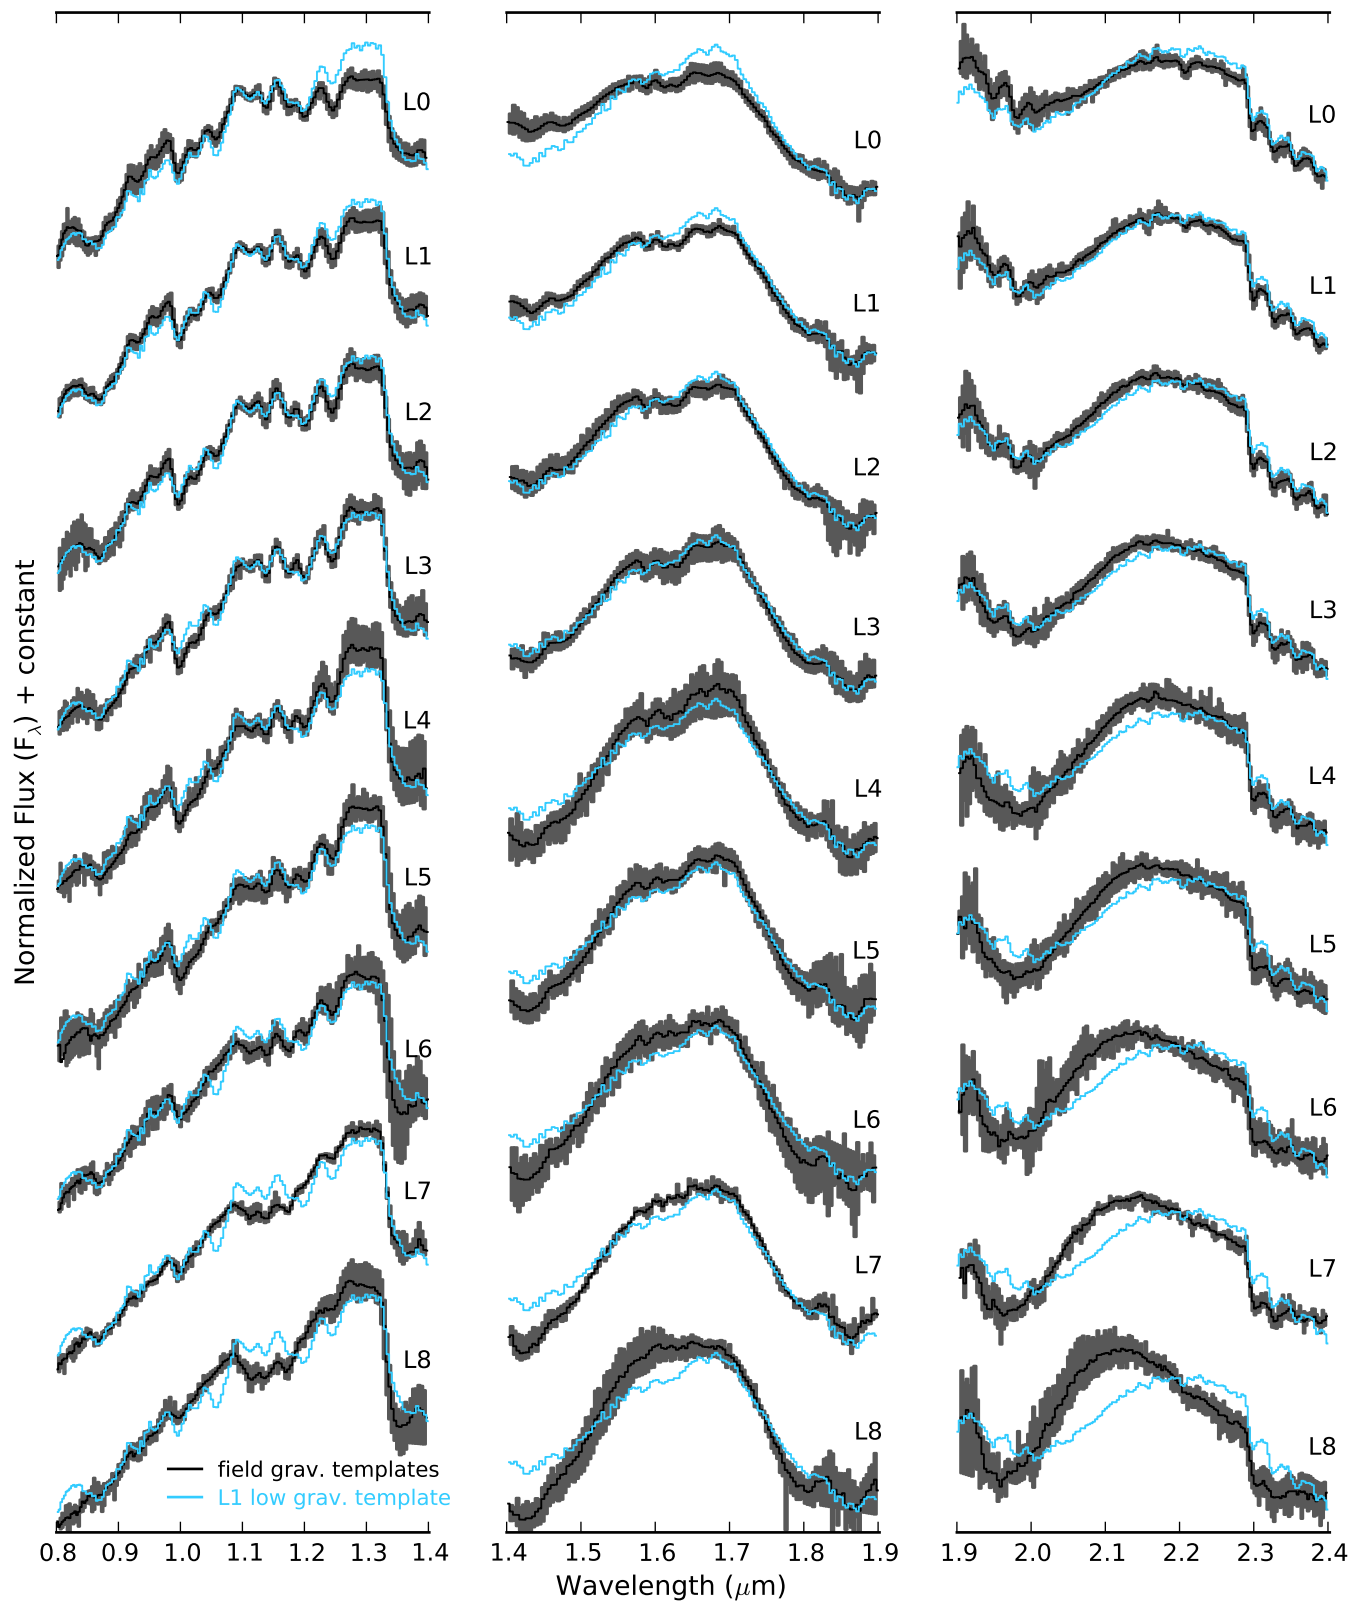 L0
L0
L0
L1
L1
L1
L2
L2
L2
L3
L3
L3
L4
L4
L4
L5
L5
L5
L6
L6
L6
L7
L7
L7
L8
L8
L8
Normalized Flux (Fλ) + constant
field grav. templates
L1 low grav. template
0.8 0.9 1.0 1.1 1.2 1.3 1.4
1.4 1.5 1.6 1.7 1.8 1.9
1.9 2.0 2.1 2.2 2.3 2.4
Wavelength (μm)